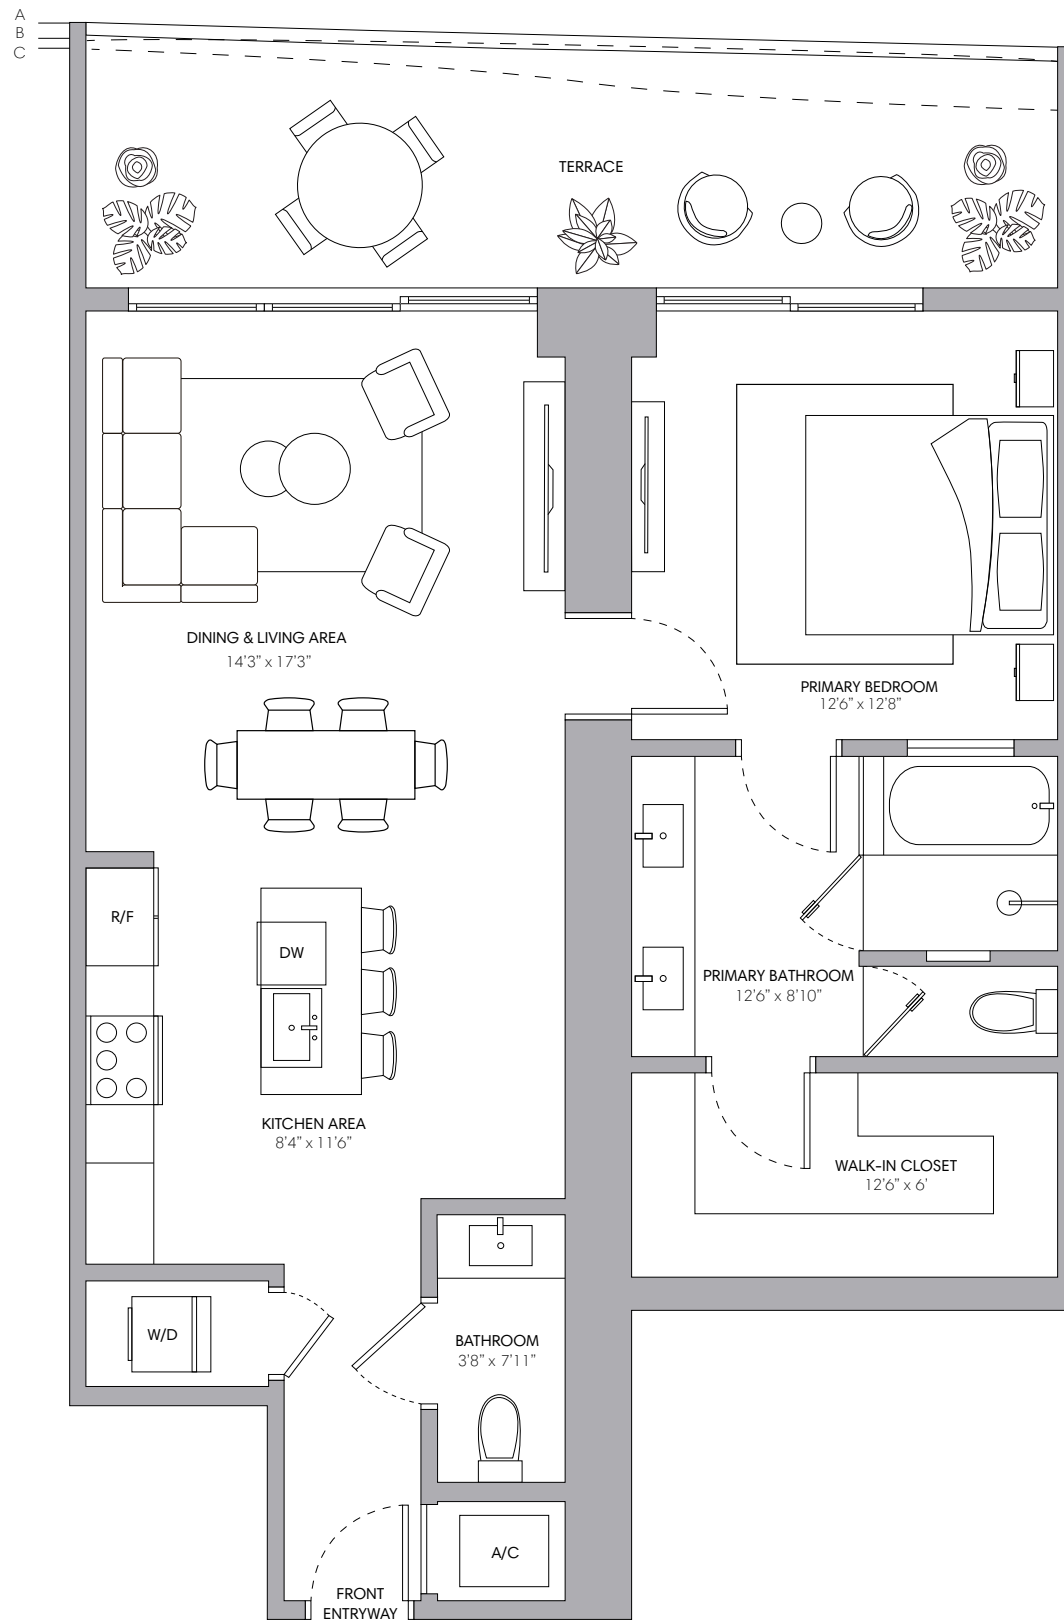 A
B
C
TERRACE
DINING & LIVING AREA
14'3" x 17'3"
PRIMARY BEDROOM
12'6" x 12'8"
R/F
DW
PRIMARY BATHROOM
12'6" x 8'10"
KITCHEN AREA
8'4" x 11'6"
WALK-IN CLOSET
12'6" x 6'
W/D
BATHROOM
3'8" x 7'11"
A/C
FRONT
ENTRYWAY